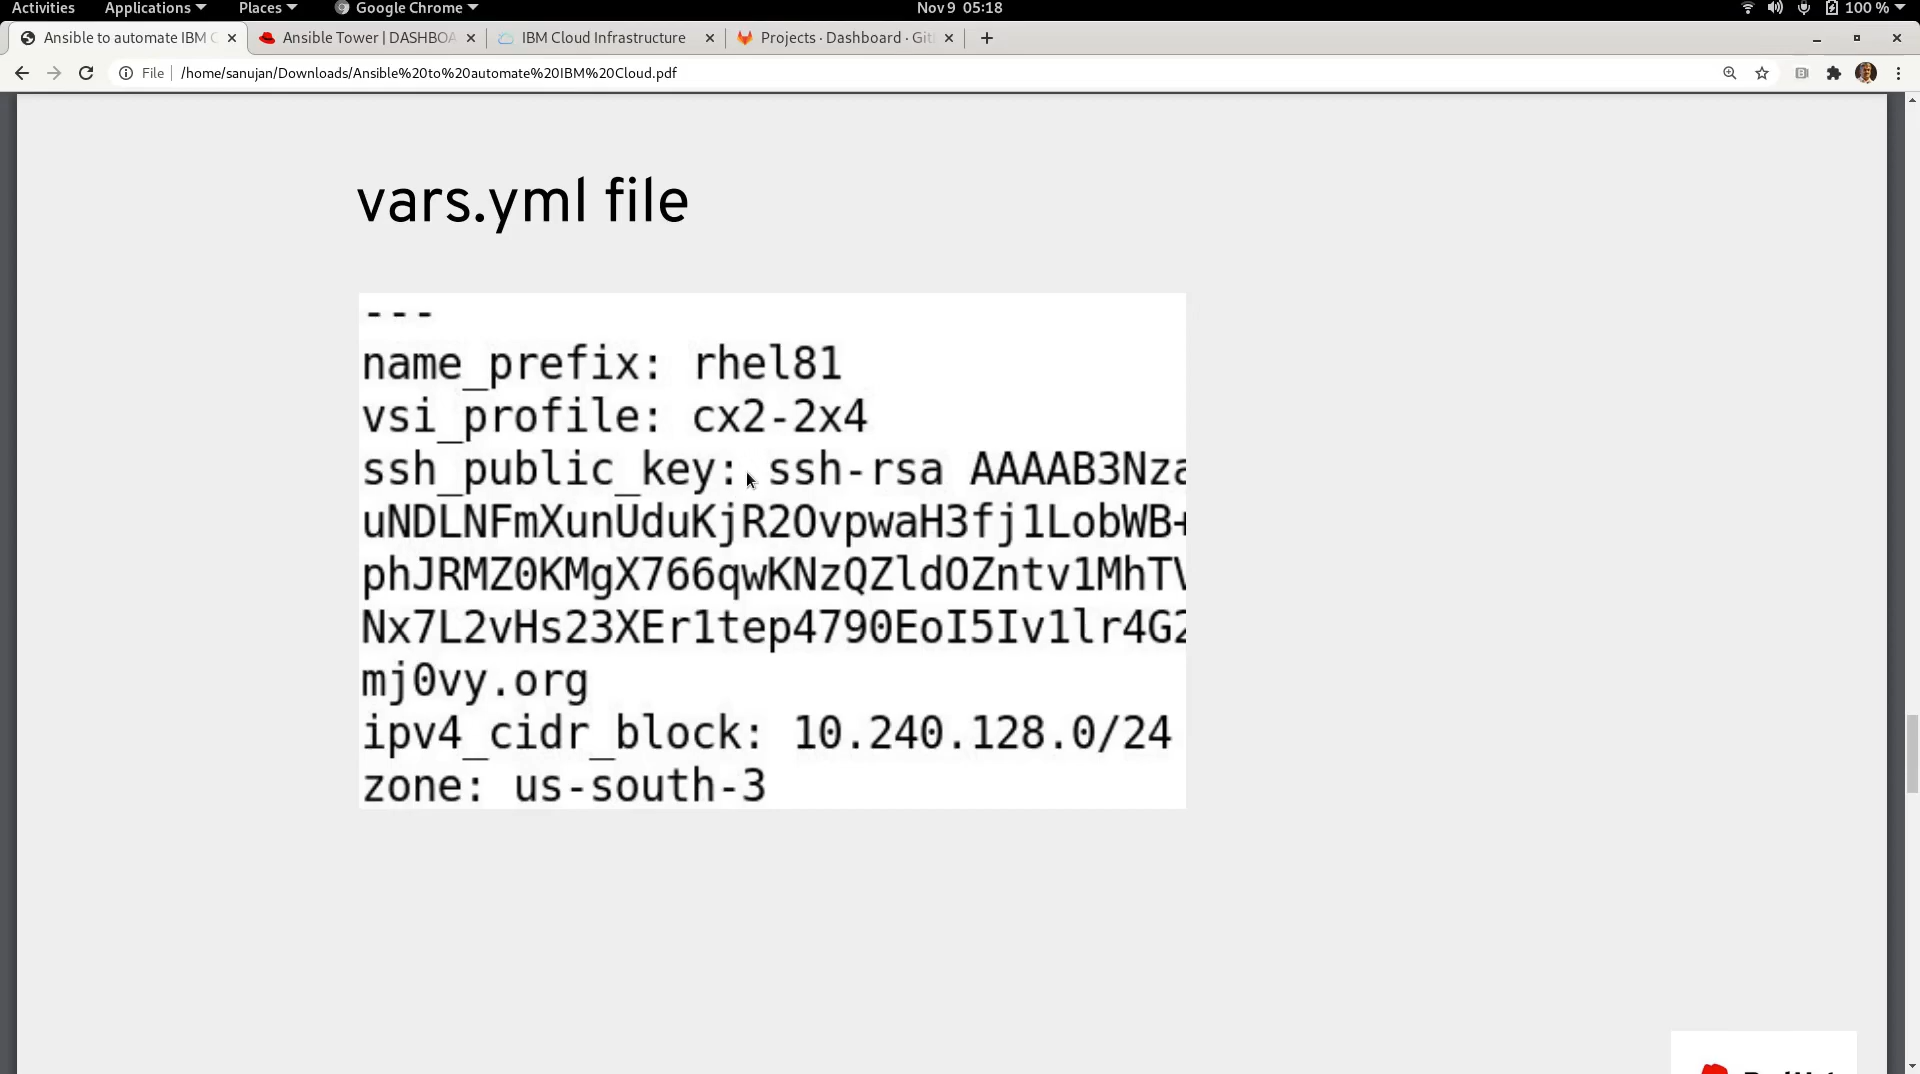 Activities Applications Places Google Chrome Nov 9 05:18 100 %
Ansible to automate IBM C Ansible Tower | DASHBOA IBM Cloud Infrastructure Projects · Dashboard · Git
File /home/sanujan/Downloads/Ansible%20to%20automate%20IBM%20Cloud.pdf
vars.yml file
---
name_prefix: rhel81
vsi_profile: cx2-2x4
ssh_public_key: ssh-rsa AAAAB3Nza
uNDLNFmXunUduKjR2OvpwaH3fj1LobWB+
phJRMZ0KMgX766qwKNzQZldOZntv1MhTV
Nx7L2vHs23XEr1tep4790EoI5Iv1lr4G2
mj0vy.org
ipv4_cidr_block: 10.240.128.0/24
zone: us-south-3